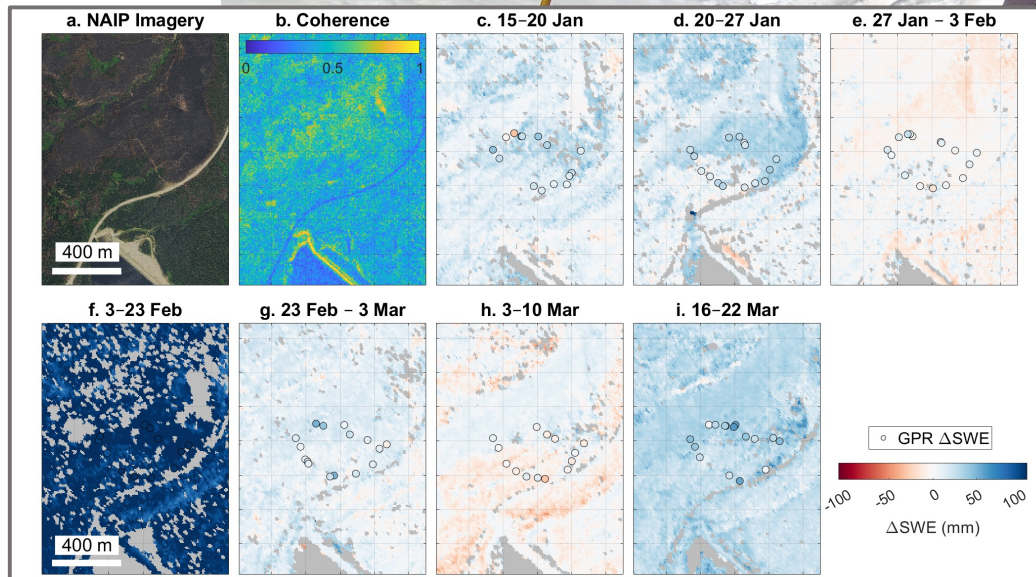 a. NAIP Imagery
b. Coherence
c. 15–20 Jan
d. 20–27 Jan
e. 27 Jan – 3 Feb
0
0.5
1
400 m
f. 3–23 Feb
g. 23 Feb – 3 Mar
h. 3–10 Mar
i. 16–22 Mar
400 m
GPR ΔSWE
-100
-50
0
50
100
ΔSWE (mm)